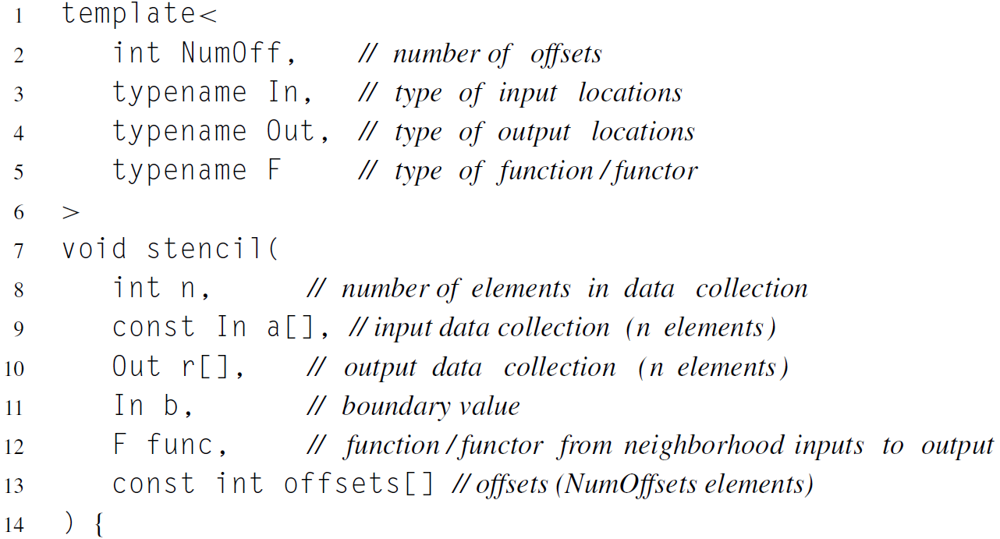 1 template<
2 int NumOff, // number of offsets
3 typename In, // type of input locations
4 typename Out, // type of output locations
5 typename F // type of function/functor
6 >
7 void stencil(
8 int n, // number of elements in data collection
9 const In a[], // input data collection (n elements)
10 Out r[], // output data collection (n elements)
11 In b, // boundary value
12 F func, // function/functor from neighborhood inputs to output
13 const int offsets[] // offsets (NumOffsets elements)
14 ) {